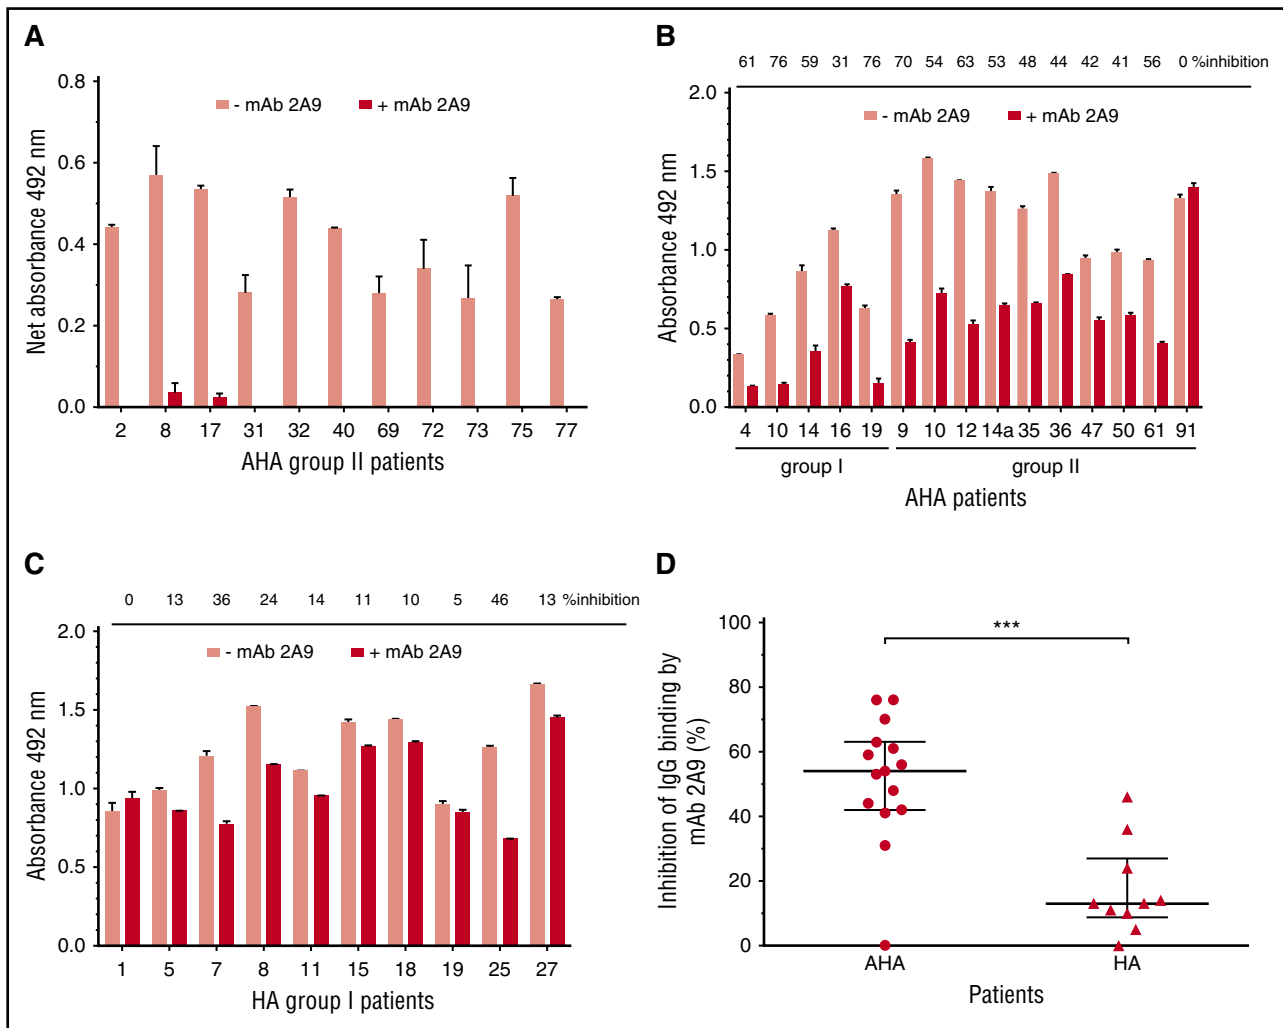 A
0.8
0.6
0.4
0.2
0.0
Net absorbance 492 nm
- mAb 2A9 + mAb 2A9
2 8 17 31 32 40 69 72 73 75 77
AHA group II patients
B
61 76 59 31 76 70 54 63 53 48 44 42 41 56 0 %inhibition
2.0
1.5
1.0
0.5
0.0
Absorbance 492 nm
- mAb 2A9 + mAb 2A9
4 10 14 16 19 9 10 12 14a 35 36 47 50 61 91
group I group II
AHA patients
C
0 13 36 24 14 11 10 5 46 13 %inhibition
2.0
1.5
1.0
0.5
0.0
Absorbance 492 nm
- mAb 2A9 + mAb 2A9
1 5 7 8 11 15 18 19 25 27
HA group I patients
D
100
80
60
40
20
0
Inhibition of IgG binding by
mAb 2A9 (%)
***
AHA HA
Patients